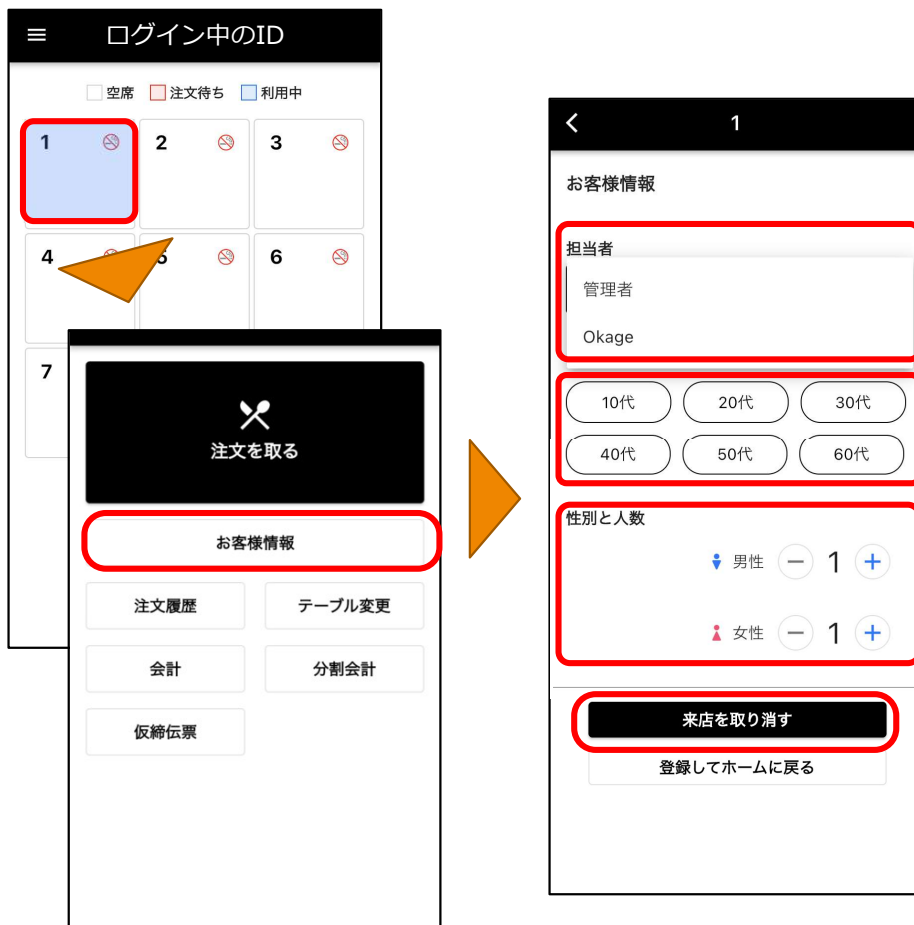 ログイン中のID
空席 注文待ち 利用中
1 2 3
4 5 6
7
注文を取る
お客様情報
注文履歴 テーブル変更
会計 分割会計
仮締伝票
1
お客様情報
担当者
管理者
Okage
10代 20代 30代
40代 50代 60代
性別と人数
男性 1
女性 1
来店を取り消す
登録してホームに戻る